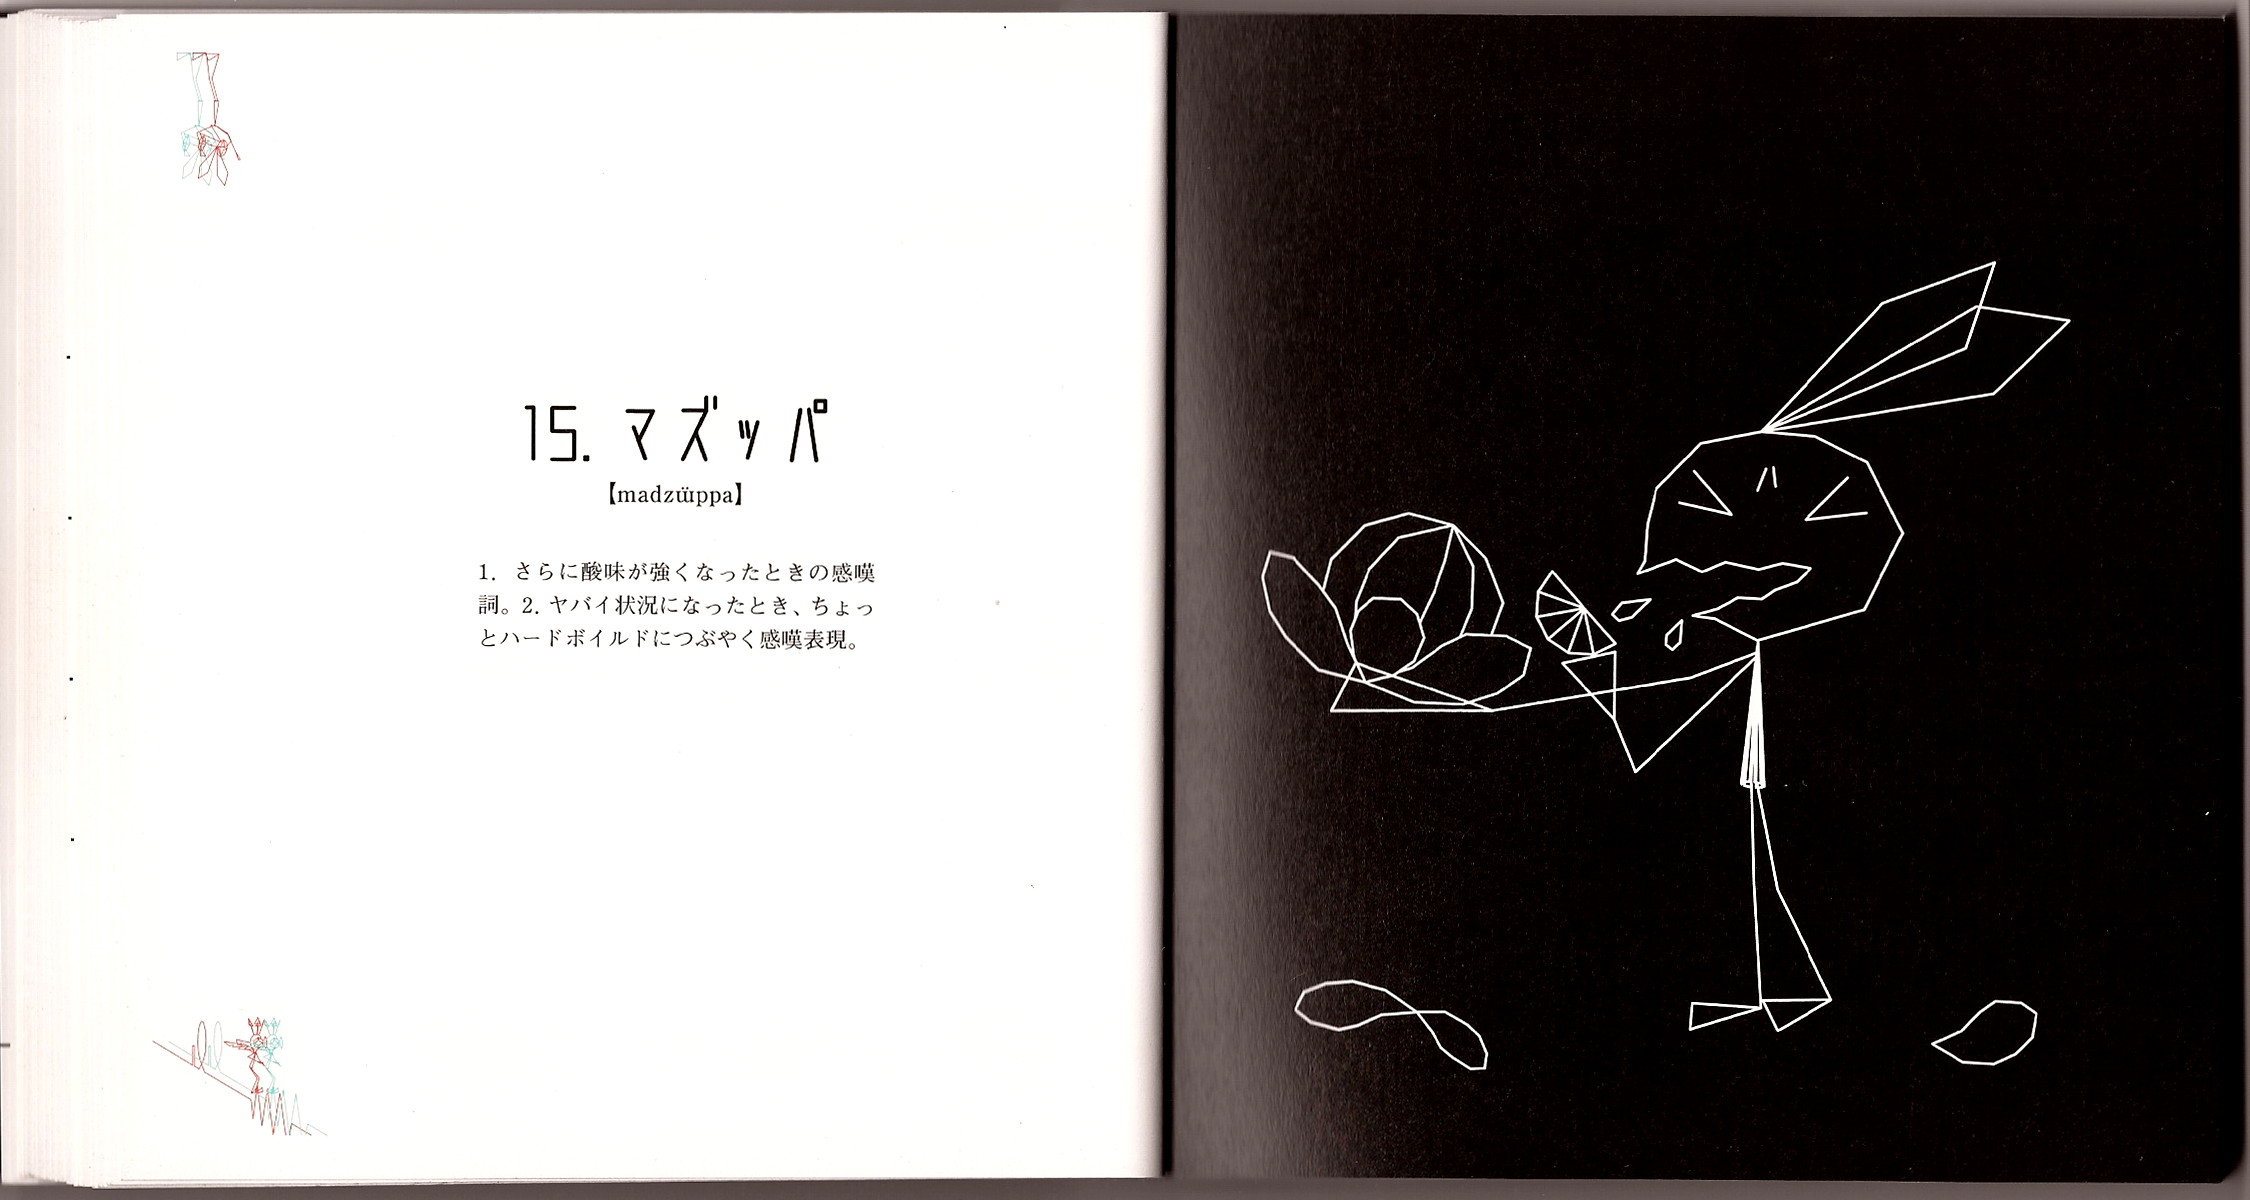 15. マズッパ
【madzüppa】
1. さらに酸味が強くなったときの感嘆
詞。2. ヤバイ状況になったとき、ちょっ
とハードボイルドにつぶやく感嘆表現。